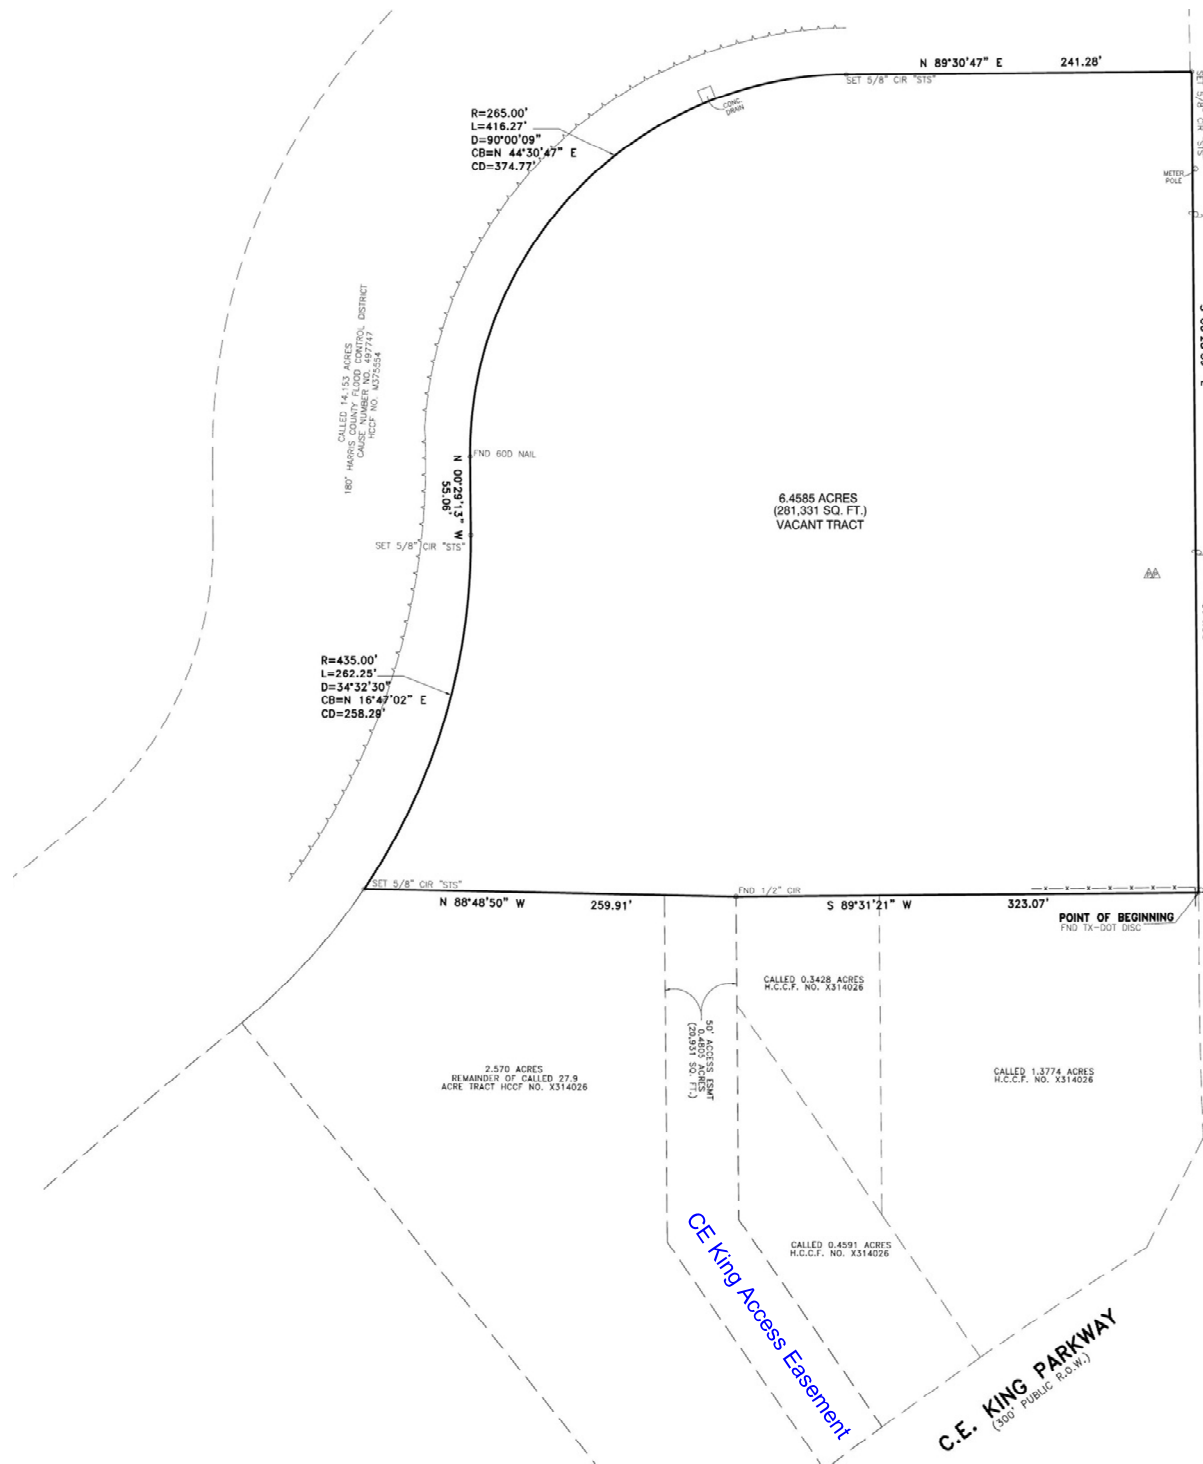 N 89°30'47" E 241.28'
SET 5/8" CIR "STS"
SET 5/8" CIR "STS"
CONC.
DRAIN
R=265.00'
L=416.27'
D=90°00'09"
CB=N 44°30'47" E
CD=374.77'
METER
POLE
CALLED 14.153 ACRES
180' HARRIS COUNTY FLOOD CONTROL DISTRICT
CAUSE NUMBER NO. 497747
HCCF NO. M375554
FND 60D NAIL
N 00°29'13" W
55.06'
SET 5/8" CIR "STS"
6.4585 ACRES
(281,331 SQ. FT.)
VACANT TRACT
R=435.00'
L=262.25'
D=34°32'30"
CB=N 16°47'02" E
CD=258.29'
SET 5/8" CIR "STS"
FND 1/2" CIR
N 88°48'50" W 259.91'
S 89°31'21" W 323.07'
POINT OF BEGINNING
FND TX-DOT DISC
CALLED 0.3428 ACRES
H.C.C.F. NO. X314026
50' ACCESS ESMT
0.4805 ACRES
(20,931 SQ. FT.)
2.570 ACRES
REMAINDER OF CALLED 27.9
ACRE TRACT HCCF NO. X314026
CALLED 1.3774 ACRES
H.C.C.F. NO. X314026
CALLED 0.4591 ACRES
H.C.C.F. NO. X314026
CE King Access Easement
C.E. KING PARKWAY
(300' PUBLIC R.O.W.)